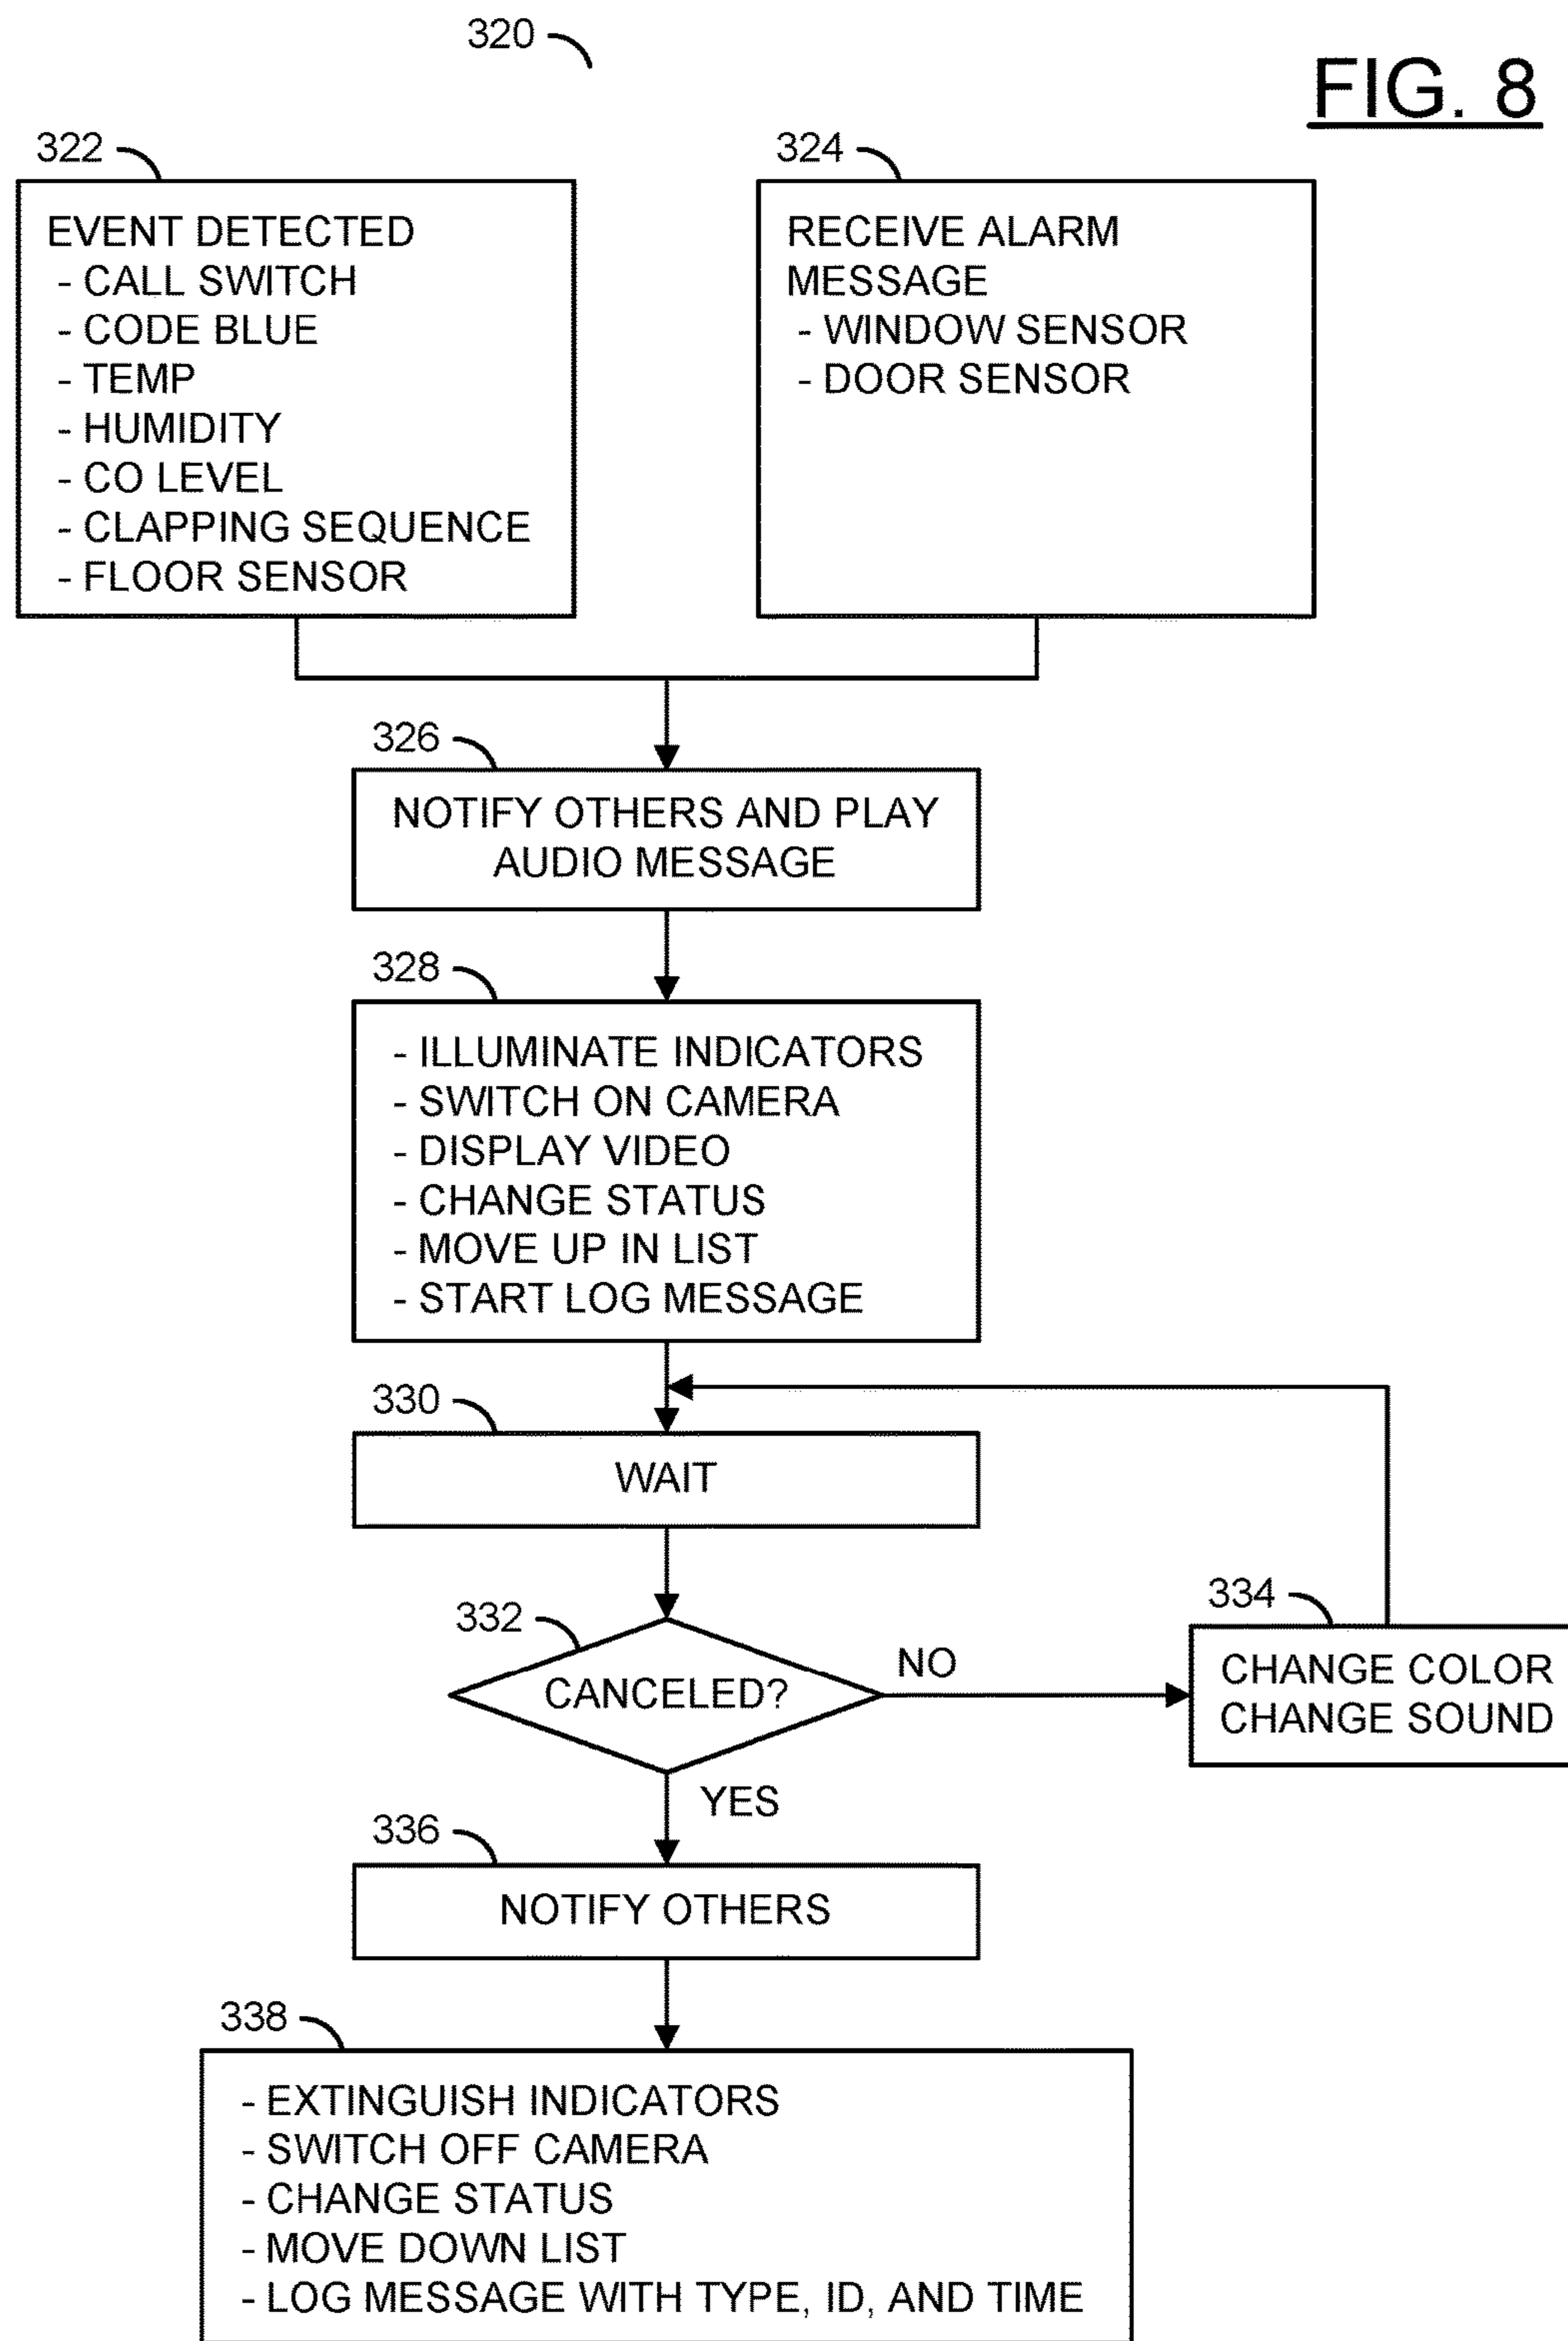 320
FIG. 8
322
EVENT DETECTED
- CALL SWITCH
- CODE BLUE
- TEMP
- HUMIDITY
- CO LEVEL
- CLAPPING SEQUENCE
- FLOOR SENSOR
324
RECEIVE ALARM
MESSAGE
- WINDOW SENSOR
- DOOR SENSOR
326
NOTIFY OTHERS AND PLAY
AUDIO MESSAGE
328
- ILLUMINATE INDICATORS
- SWITCH ON CAMERA
- DISPLAY VIDEO
- CHANGE STATUS
- MOVE UP IN LIST
- START LOG MESSAGE
330
WAIT
332
CANCELED?
NO
334
CHANGE COLOR
CHANGE SOUND
YES
336
NOTIFY OTHERS
338
- EXTINGUISH INDICATORS
- SWITCH OFF CAMERA
- CHANGE STATUS
- MOVE DOWN LIST
- LOG MESSAGE WITH TYPE, ID, AND TIME